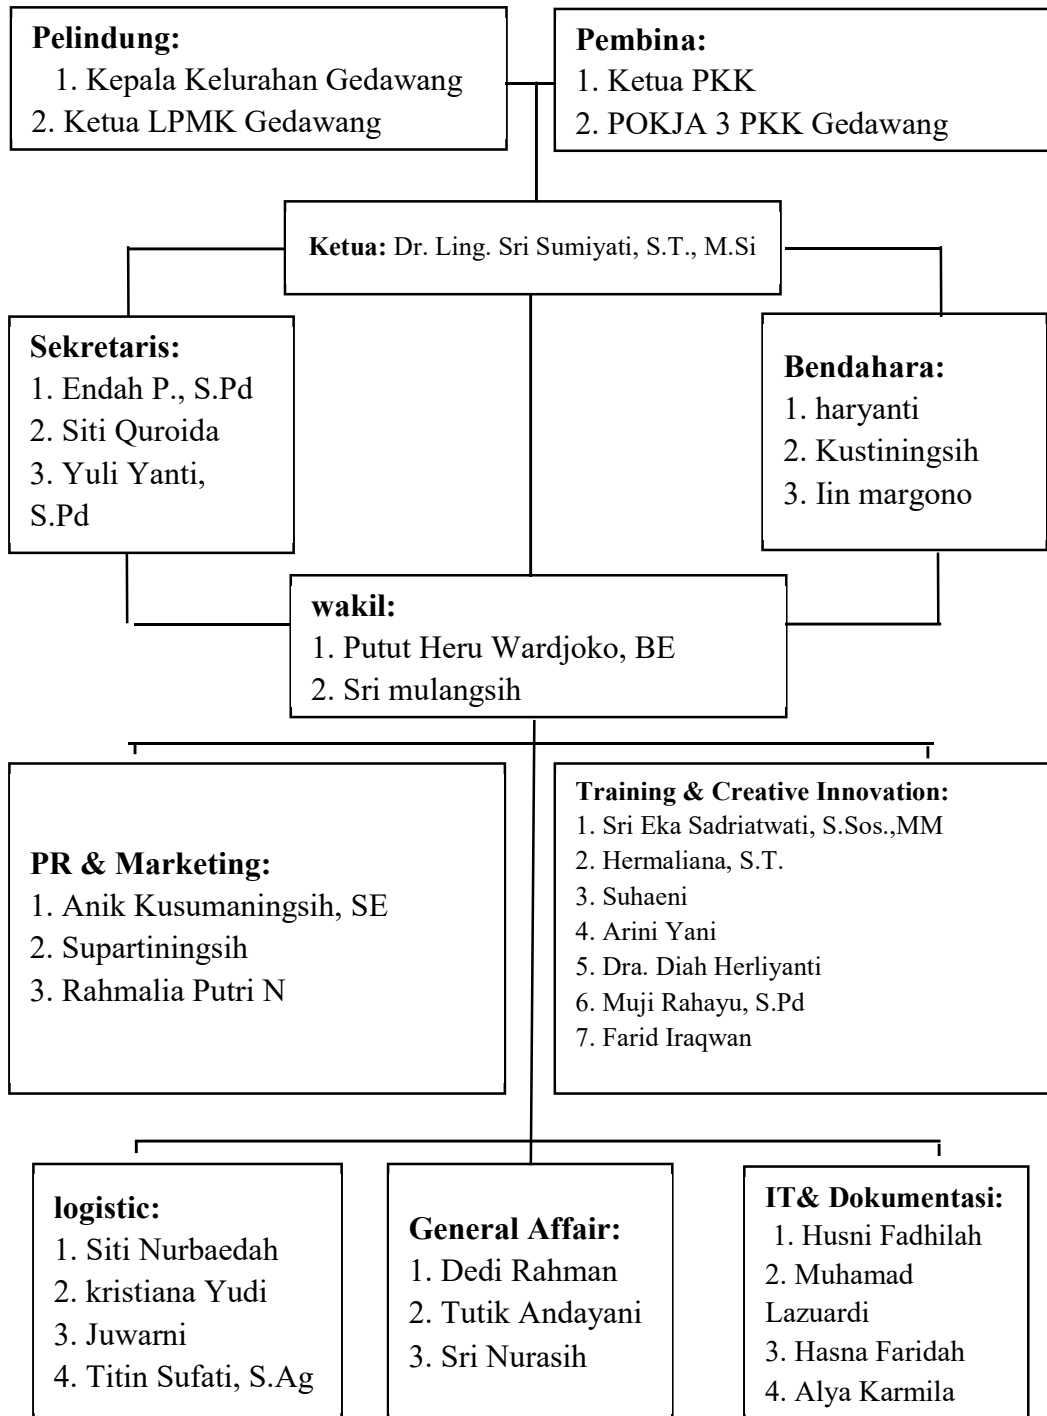 Pelindung:
1. Kepala Kelurahan Gedawang
2. Ketua LPMK Gedawang
Pembina:
1. Ketua PKK
2. POKJA 3 PKK Gedawang
Ketua: Dr. Ling. Sri Sumiyati, S.T., M.Si
Sekretaris:
1. Endah P., S.Pd
2. Siti Quroida
3. Yuli Yanti,
S.Pd
Bendahara:
1. haryanti
2. Kustiningsih
3. Iin margono
wakil:
1. Putut Heru Wardjoko, BE
2. Sri mulangsih
PR & Marketing:
1. Anik Kusumaningsih, SE
2. Supartiningsih
3. Rahmalia Putri N
Training & Creative Innovation:
1. Sri Eka Sadriatwati, S.Sos.,MM
2. Hermaliana, S.T.
3. Suhaeni
4. Arini Yani
5. Dra. Diah Herliyanti
6. Muji Rahayu, S.Pd
7. Farid Iraqwan
logistic:
1. Siti Nurbaedah
2. kristiana Yudi
3. Juwarni
4. Titin Sufati, S.Ag
General Affair:
1. Dedi Rahman
2. Tutik Andayani
3. Sri Nurasih
IT& Dokumentasi:
1. Husni Fadhilah
2. Muhamad
Lazuardi
3. Hasna Faridah
4. Alya Karmila